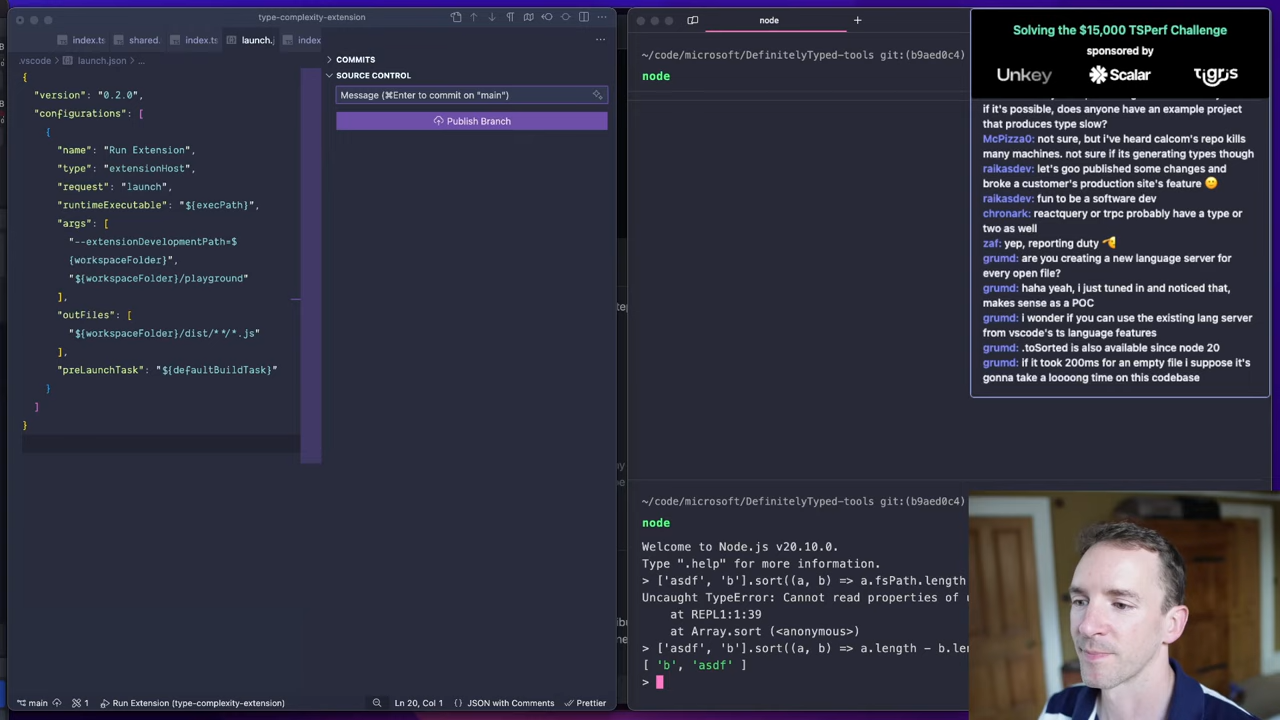 type-complexity-extension
index.ts
shared.
index.ts
launch.
index
.vscode
launch.json
...
{
"version": "0.2.0",
"configurations": [
{
"name": "Run Extension",
"type": "extensionHost",
"request": "launch",
"runtimeExecutable": "${execPath}",
"args": [
"--extensionDevelopmentPath=$
{workspaceFolder}",
"${workspaceFolder}/playground"
],
"outFiles": [
"${workspaceFolder}/dist/**/*.js"
],
"preLaunchTask": "${defaultBuildTask}"
}
]
}
COMMITS
SOURCE CONTROL
Message (⌘Enter to commit on "main")
Publish Branch
main
1
Run Extension (type-complexity-extension)
Ln 20, Col 1
{} JSON with Comments
Prettier
node
~/code/microsoft/DefinitelyTyped-tools git:(b9aed0c4)
node
~/code/microsoft/DefinitelyTyped-tools git:(b9aed0c4)
node
Welcome to Node.js v20.10.0.
Type ".help" for more information.
> ['asdf', 'b'].sort((a, b) => a.fsPath.length
Uncaught TypeError: Cannot read properties of
at REPL1:1:39
at Array.sort (<anonymous>)
> ['asdf', 'b'].sort((a, b) => a.length - b.len
[ 'b', 'asdf' ]
>
Solving the $15,000 TSPerf Challenge
sponsored by
Unkey
Scalar
tigris
if it's possible, does anyone have an example project
that produces type slow?
McPizza0: not sure, but i've heard calcom's repo kills
many machines. not sure if its generating types though
raikasdev: let's goo published some changes and
broke a customer's production site's feature 🙂
raikasdev: fun to be a software dev
chronark: reactquery or trpc probably have a type or
two as well
zaf: yep, reporting duty 🫡
grumd: are you creating a new language server for
every open file?
grumd: haha yeah, i just tuned in and noticed that,
makes sense as a POC
grumd: i wonder if you can use the existing lang server
from vscode's ts language features
grumd: .toSorted is also available since node 20
grumd: if it took 200ms for an empty file i suppose it's
gonna take a loooong time on this codebase